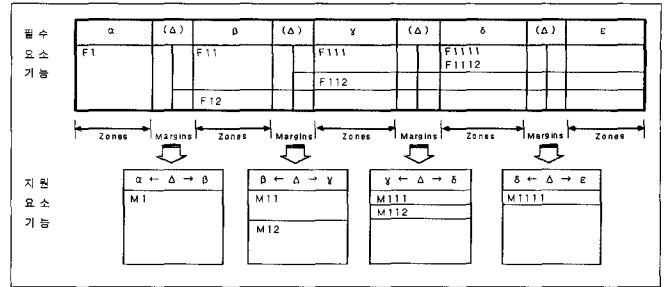 필수 α (Δ) β (Δ) γ (Δ) δ (Δ) ε
요소 F1 F11 F111 F1111
F1112
기능
F112
F12
Zones Margins Zones Margins Zones Margins Zones Margins Zones
지원 α ← Δ → β β ← Δ → γ γ ← Δ → δ δ ← Δ → ε
요소 M1 M11 M111 M1111
M112
기능
M12